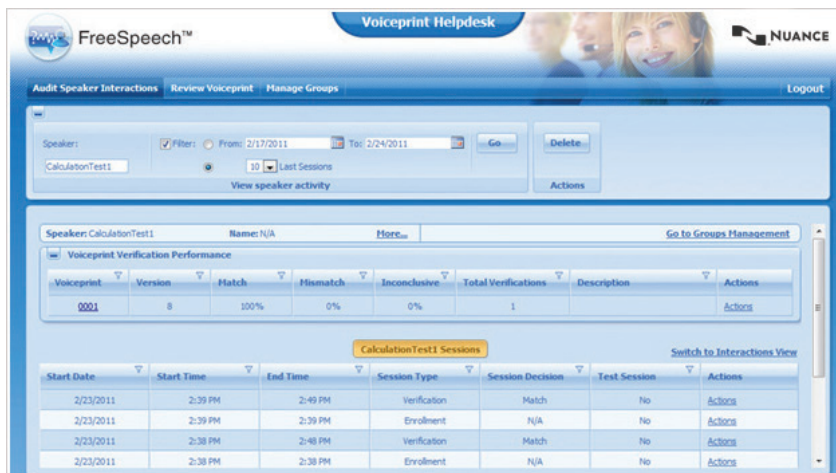 FreeSpeech™
Voiceprint Helpdesk
NUANCE
Audit Speaker Interactions Review Voiceprint Manage Groups Logout
Speaker: Filter: From: 2/17/2011 To: 2/24/2011 Go Delete
CalculationTest1 10 Last Sessions
View speaker activity Actions
Speaker: CalculationTest1 Name: N/A More... Go to Groups Management
Voiceprint Verification Performance
Voiceprint Version Match Mismatch Inconclusive Total Verifications Description Actions
0001 8 100% 0% 0% 1 Actions
CalculationTest1 Sessions
Switch to Interactions View
Start Date Start Time End Time Session Type Session Decision Test Session Actions
2/23/2011 2:39 PM 2:49 PM Verification Match No Actions
2/23/2011 2:39 PM 2:39 PM Enrollment N/A No Actions
2/23/2011 2:38 PM 2:48 PM Verification Match No Actions
2/23/2011 2:38 PM 2:38 PM Enrollment N/A No Actions